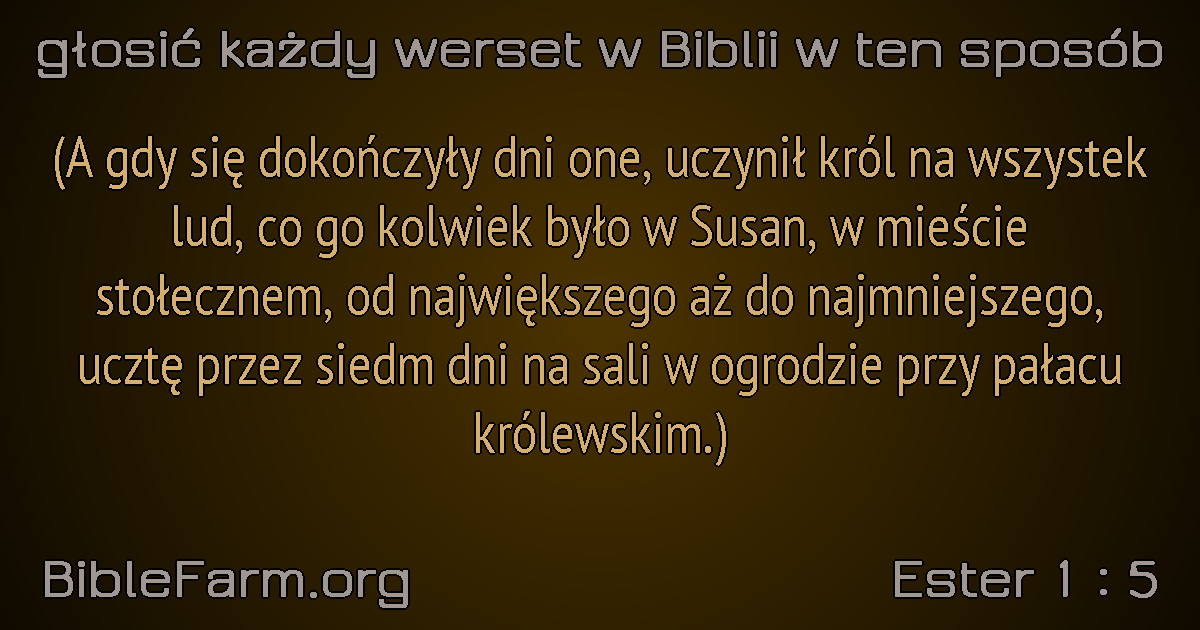 głosić każdy werset w Biblii w ten sposób
(A gdy się dokończyły dni one, uczynił król na wszystek
lud, co go kolwiek było w Susan, w mieście
stołecznem, od największego aż do najmniejszego,
ucztę przez siedm dni na sali w ogrodzie przy pałacu
królewskim.)
BibleFarm.org
Ester 1 : 5